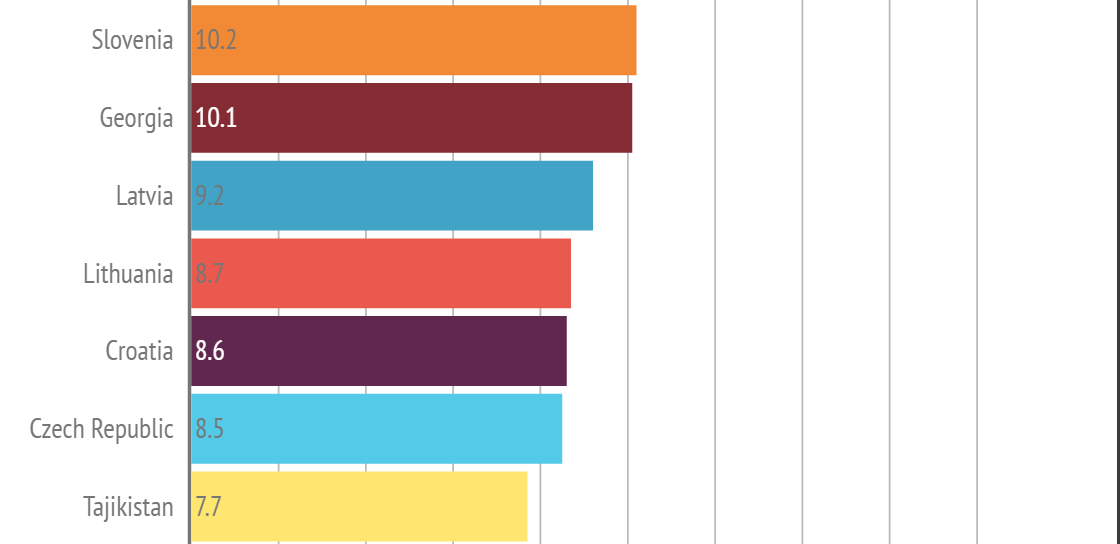 Slovenia 10.2
Georgia 10.1
Latvia 9.2
Lithuania 8.7
Croatia 8.6
Czech Republic 8.5
Tajikistan 7.7